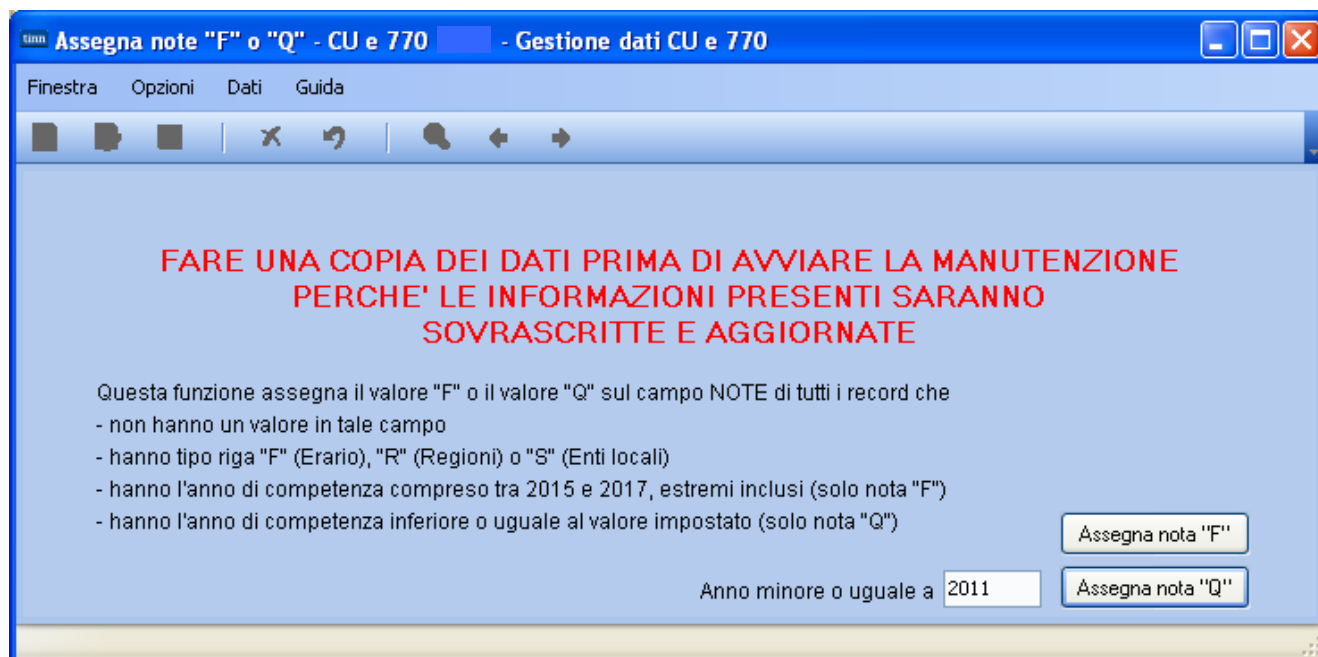 tinn Assegna note "F" o "Q" - CU e 770 - Gestione dati CU e 770
Finestra Opzioni Dati Guida
FARE UNA COPIA DEI DATI PRIMA DI AVVIARE LA MANUTENZIONE
PERCHE' LE INFORMAZIONI PRESENTI SARANNO
SOVRASCRITTE E AGGIORNATE
Questa funzione assegna il valore "F" o il valore "Q" sul campo NOTE di tutti i record che
- non hanno un valore in tale campo
- hanno tipo riga "F" (Erario), "R" (Regioni) o "S" (Enti locali)
- hanno l'anno di competenza compreso tra 2015 e 2017, estremi inclusi (solo nota "F")
- hanno l'anno di competenza inferiore o uguale al valore impostato (solo nota "Q")
Assegna nota "F"
Anno minore o uguale a 2011 Assegna nota "Q"